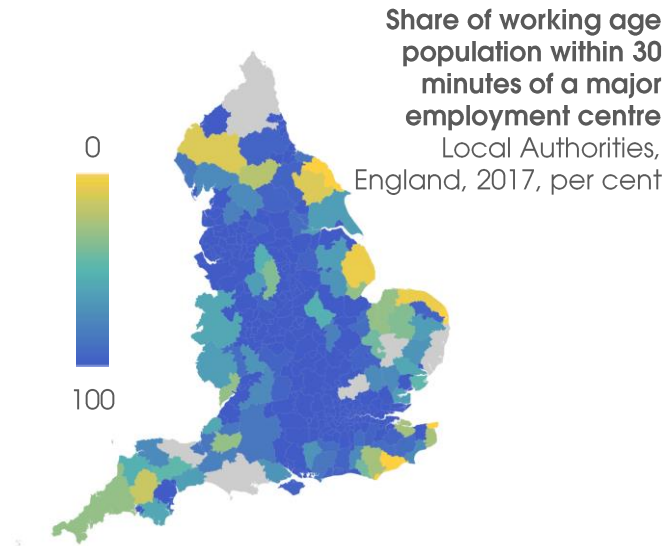 Share of working age
population within 30
minutes of a major
employment centre
Local Authorities,
England, 2017, per cent
0
100